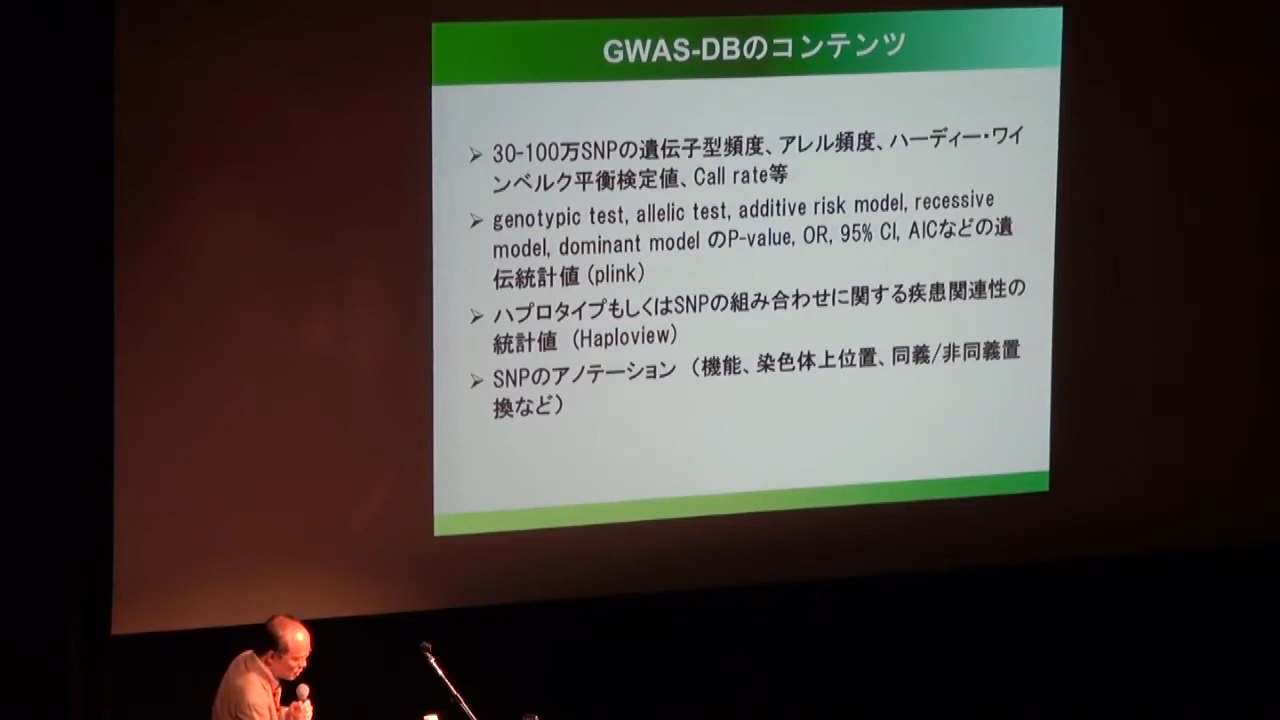 GWAS-DBのコンテンツ
30-100万SNPの遺伝子型頻度、アレル頻度、ハーディー・ワイ
ンベルク平衡検定値、Call rate等
genotypic test, allelic test, additive risk model, recessive
model, dominant model のP-value, OR, 95% CI, AICなどの遺
伝統計値 (plink)
ハプロタイプもしくはSNPの組み合わせに関する疾患関連性の
統計値 (Haploview)
SNPのアノテーション （機能、染色体上位置、同義/非同義置
換など）